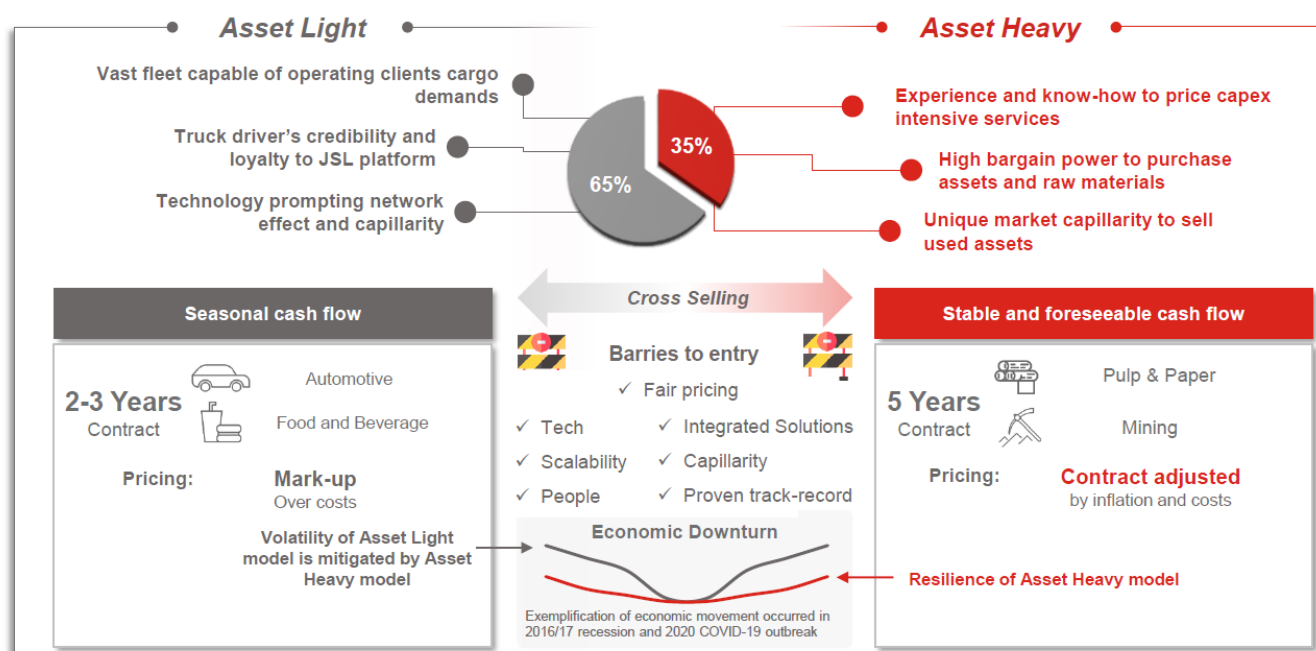 Asset Light
Asset Heavy
Vast fleet capable of operating clients cargo
demands
Truck driver's credibility and
loyalty to JSL platform
Technology prompting network
effect and capillarity
65%
35%
Experience and know-how to price capex
intensive services
High bargain power to purchase
assets and raw materials
Unique market capillarity to sell
used assets
Seasonal cash flow
2-3 Years
Contract
Automotive
Food and Beverage
Pricing:
Mark-up
Over costs
Volatility of Asset Light
model is mitigated by Asset
Heavy model
Cross Selling
Barries to entry
✓ Fair pricing
✓ Tech
✓ Integrated Solutions
✓ Scalability
✓ Capillarity
✓ People
✓ Proven track-record
Economic Downturn
Exemplification of economic movement occurred in
2016/17 recession and 2020 COVID-19 outbreak
Stable and foreseeable cash flow
5 Years
Contract
Pulp & Paper
Mining
Pricing:
Contract adjusted
by inflation and costs
Resilience of Asset Heavy model